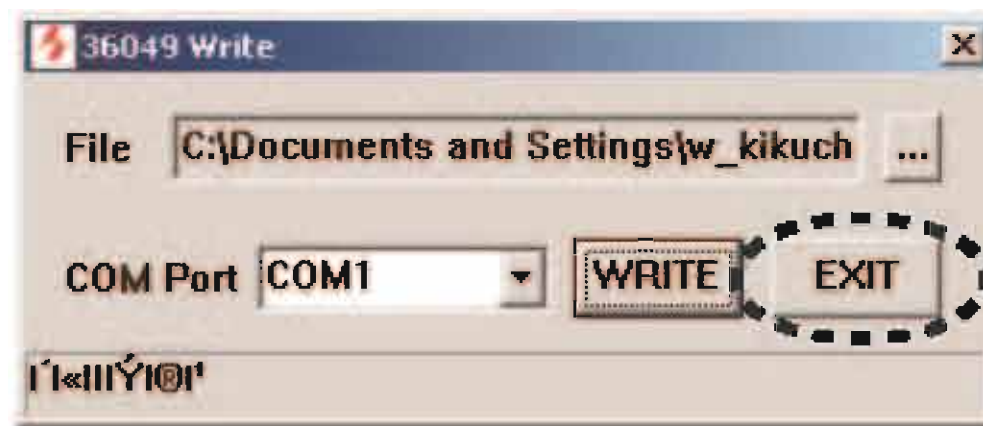 36049 Write
File C:\Documents and Settings\w_kikuch ...
COM Port COM1 WRITE EXIT